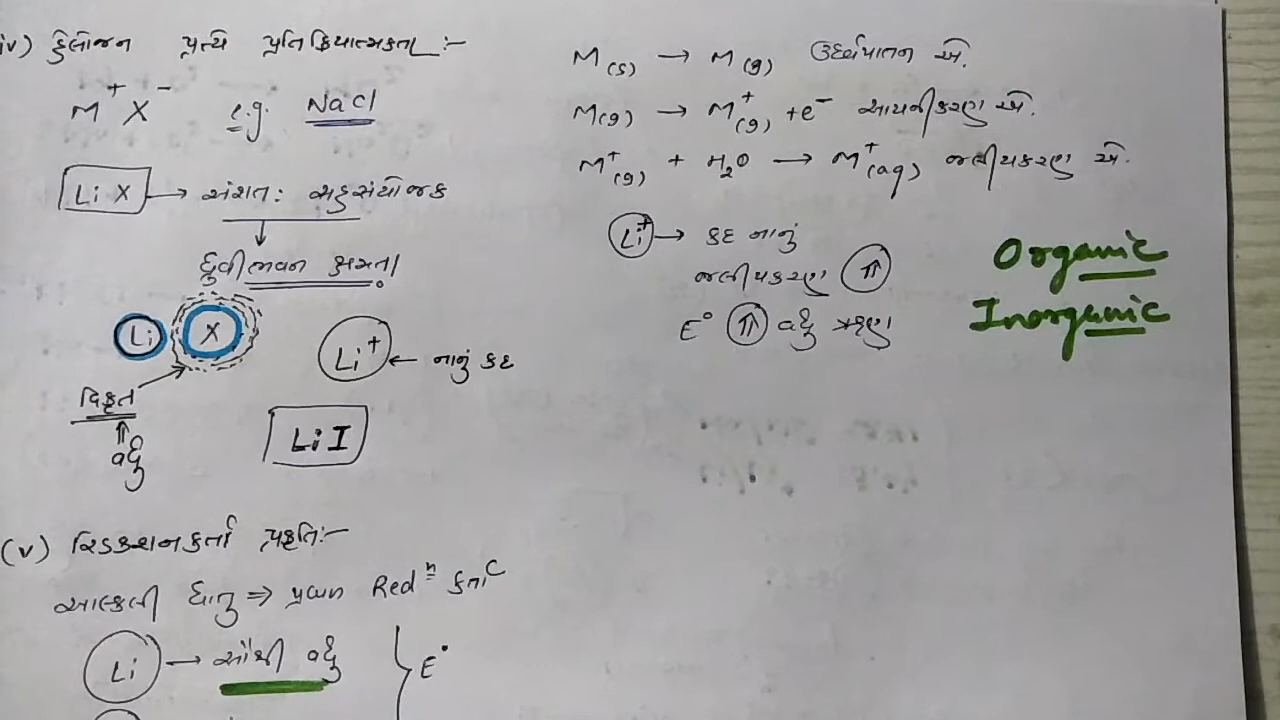 iv) હેલોજન પ્રત્યે પ્રતિક્રિયાત્મકતા :-
M⁺X⁻ e.g. NaCl
Li X → અંશતઃ સહસંયોજક
↓
ધ્રુવીભવન ક્ષમતા
Li X
Li⁺ ← નાનું કદ
વિકૃત
⇑
વધુ
Li I
(v) રિડક્શનકર્તા પ્રકૃતિ:-
આલ્કલી ધાતુ ⇒ પ્રબળ Redⁿ કર્તા C
Li → સૌથી વધુ } E°
M(s) → M(g) ઉર્ધ્વપાતન એ.
M(g) → M⁺(g) + e⁻ આયનીકરણ એ.
M⁺(g) + H₂O → M⁺(aq) જલીયકરણ એ.
Li⁺ → કદ નાનું
જલીયકરણ ⇑
E° ⇑ વધુ ઋણ
Organic
Inorganic